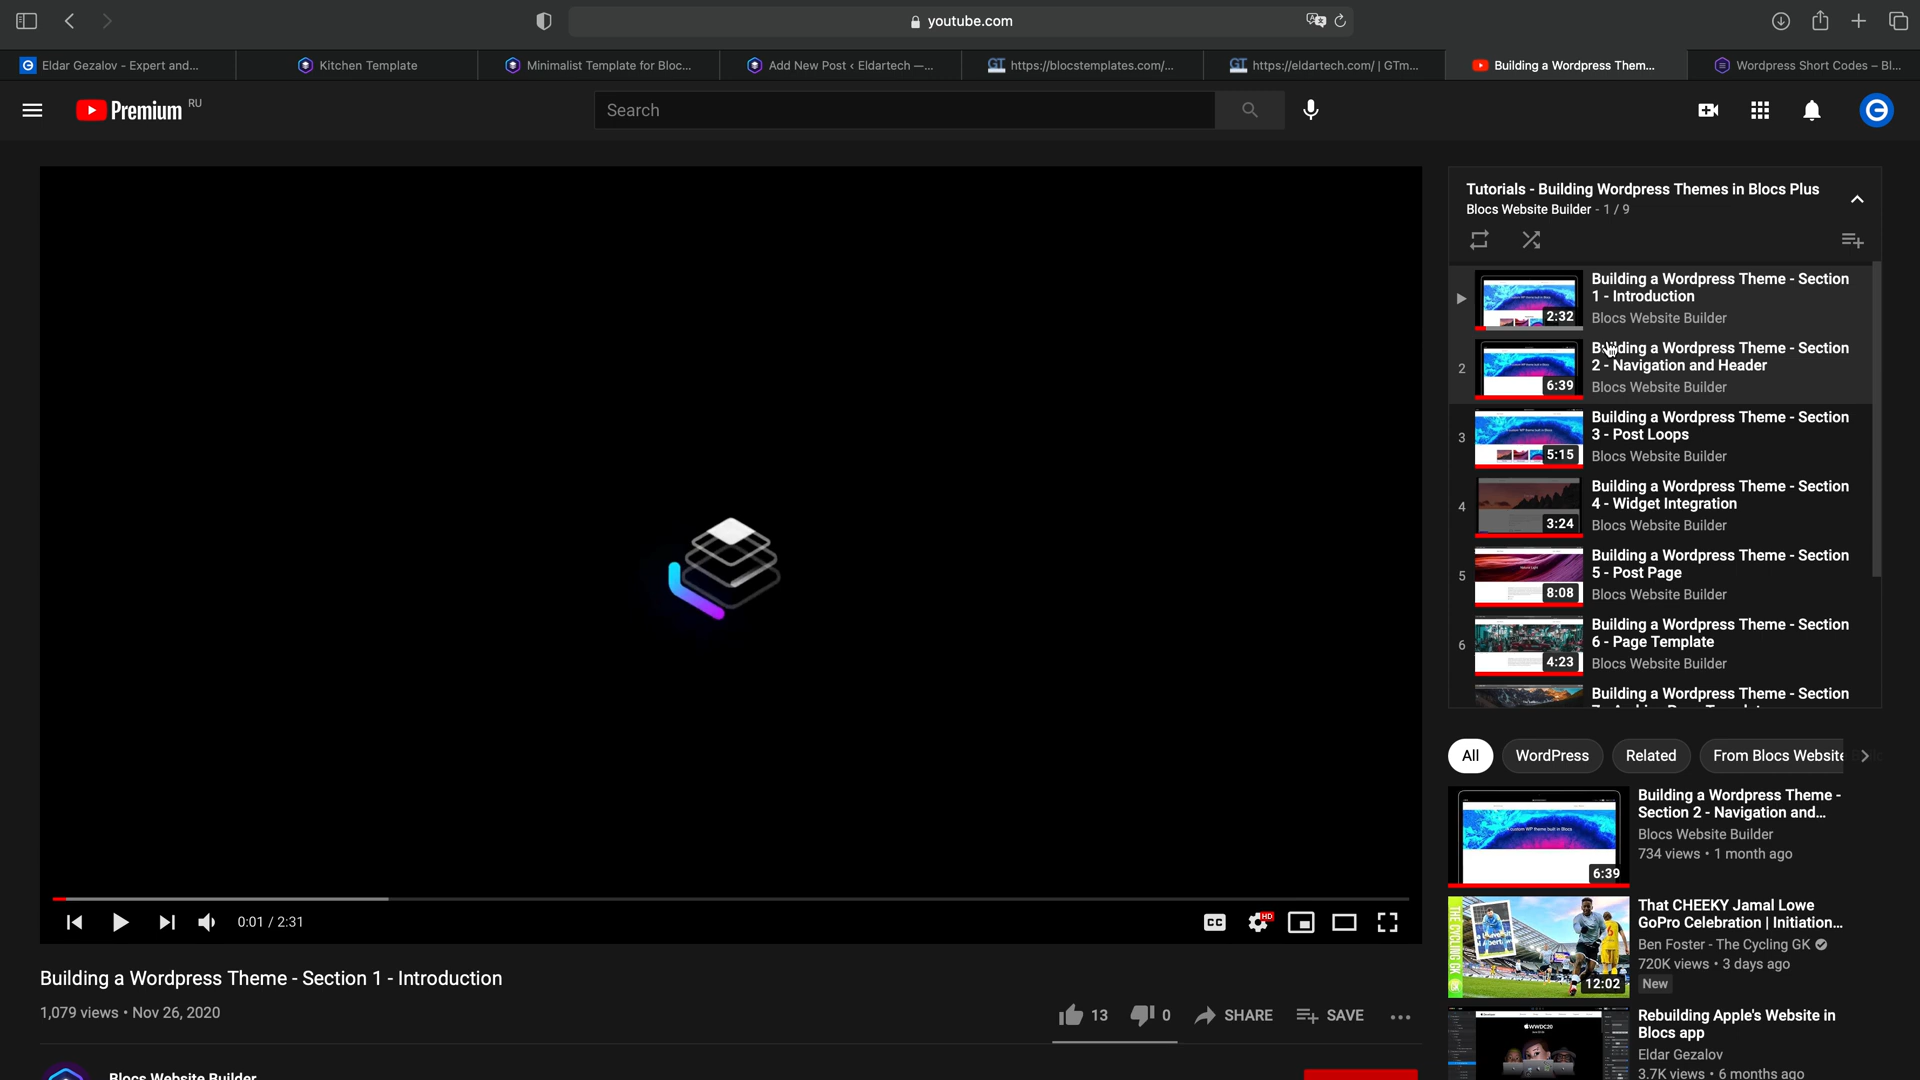 youtube.com
Eldar Gezalov - Expert and...
Kitchen Template
Minimalist Template for Bloc...
Add New Post ‹ Eldartech —...
GT https://blocstemplates.com/...
GT https://eldartech.com/ | GTm...
Building a Wordpress Them...
Wordpress Short Codes – Bl...
Premium RU
Search
Tutorials - Building Wordpress Themes in Blocs Plus
Blocs Website Builder - 1 / 9
Building a Wordpress Theme - Section
1 - Introduction
2:32
Blocs Website Builder
2
Building a Wordpress Theme - Section
2 - Navigation and Header
6:39
Blocs Website Builder
3
Building a Wordpress Theme - Section
3 - Post Loops
5:15
Blocs Website Builder
4
Building a Wordpress Theme - Section
4 - Widget Integration
3:24
Blocs Website Builder
5
Building a Wordpress Theme - Section
5 - Post Page
8:08
Blocs Website Builder
6
Building a Wordpress Theme - Section
6 - Page Template
4:23
Blocs Website Builder
Building a Wordpress Theme - Section
All
WordPress
Related
From Blocs Website
Building a Wordpress Theme -
Section 2 - Navigation and...
Blocs Website Builder
734 views • 1 month ago
6:39
THE CYCLING GK
That CHEEKY Jamal Lowe
GoPro Celebration | Initiation...
Ben Foster - The Cycling GK
720K views • 3 days ago
New
12:02
WWDC20
Rebuilding Apple's Website in
Blocs app
Eldar Gezalov
3.7K views • 6 months ago
0:01 / 2:31
CC
HD
Building a Wordpress Theme - Section 1 - Introduction
1,079 views • Nov 26, 2020
13
0
SHARE
SAVE
Blocs Website Builder